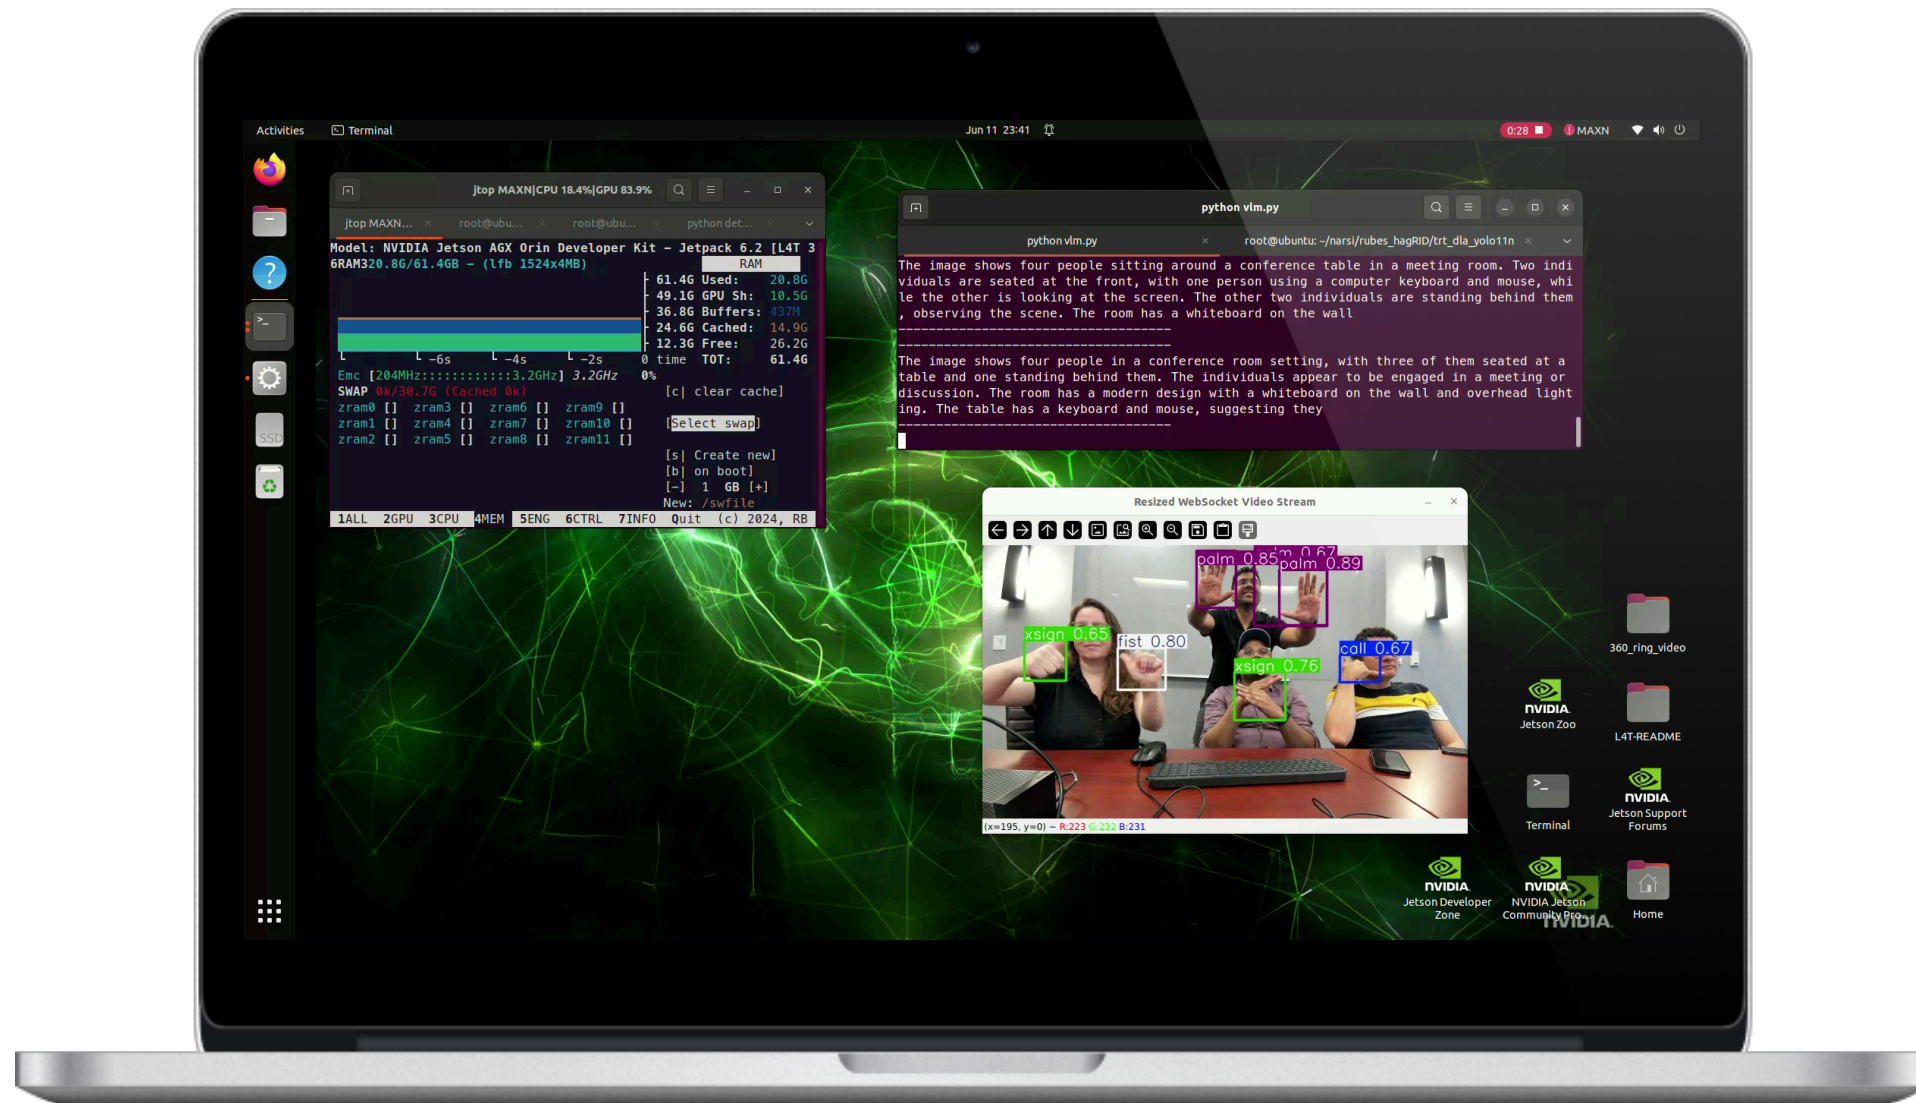 Activities
Terminal
Jun 11 23:41
0:28
MAXN
SSD
jtop MAXN|CPU 18.4%|GPU 83.9%
jtop MAXN...
root@ubu...
root@ubu...
python det...
Model: NVIDIA Jetson AGX Orin Developer Kit - Jetpack 6.2 [L4T 3
6RAM320.8G/61.4GB - (lfb 1524x4MB)
RAM
61.4G Used: 20.8G
49.1G GPU Sh: 10.5G
36.8G Buffers: 437M
24.6G Cached: 14.9G
12.3G Free: 26.2G
-6s -4s -2s 0 time TOT: 61.4G
Emc [204MHz::::::::::::3.2GHz] 3.2GHz 0%
SWAP 0k/30.7G (Cached 0k) [c| clear cache]
zram0 [] zram3 [] zram6 [] zram9 []
zram1 [] zram4 [] zram7 [] zram10 [] [Select swap]
zram2 [] zram5 [] zram8 [] zram11 []
[s| Create new]
[b| on boot]
[-] 1 GB [+]
New: /swfile
1ALL 2GPU 3CPU 4MEM 5ENG 6CTRL 7INFO Quit (c) 2024, RB
python vlm.py
python vlm.py
root@ubuntu: ~/narsi/rubes_hagRID/trt_dla_yolo11n
The image shows four people sitting around a conference table in a meeting room. Two indi
viduals are seated at the front, with one person using a computer keyboard and mouse, whi
le the other is looking at the screen. The other two individuals are standing behind them
, observing the scene. The room has a whiteboard on the wall
------------------------------------
------------------------------------
The image shows four people in a conference room setting, with three of them seated at a
table and one standing behind them. The individuals appear to be engaged in a meeting or
discussion. The room has a modern design with a whiteboard on the wall and overhead light
ing. The table has a keyboard and mouse, suggesting they
------------------------------------
Resized WebSocket Video Stream
palm 0.85
0.67
palm 0.89
xsign 0.65
fist 0.80
call 0.67
xsign 0.76
(x=195, y=0) ~ R:223 G:232 B:231
360_ring_video
NVIDIA.
Jetson Zoo
L4T-README
Terminal
NVIDIA.
Jetson Support
Forums
NVIDIA.
Jetson Developer
Zone
NVIDIA.
NVIDIA Jetson
Community Pro...
Home
NVIDIA.